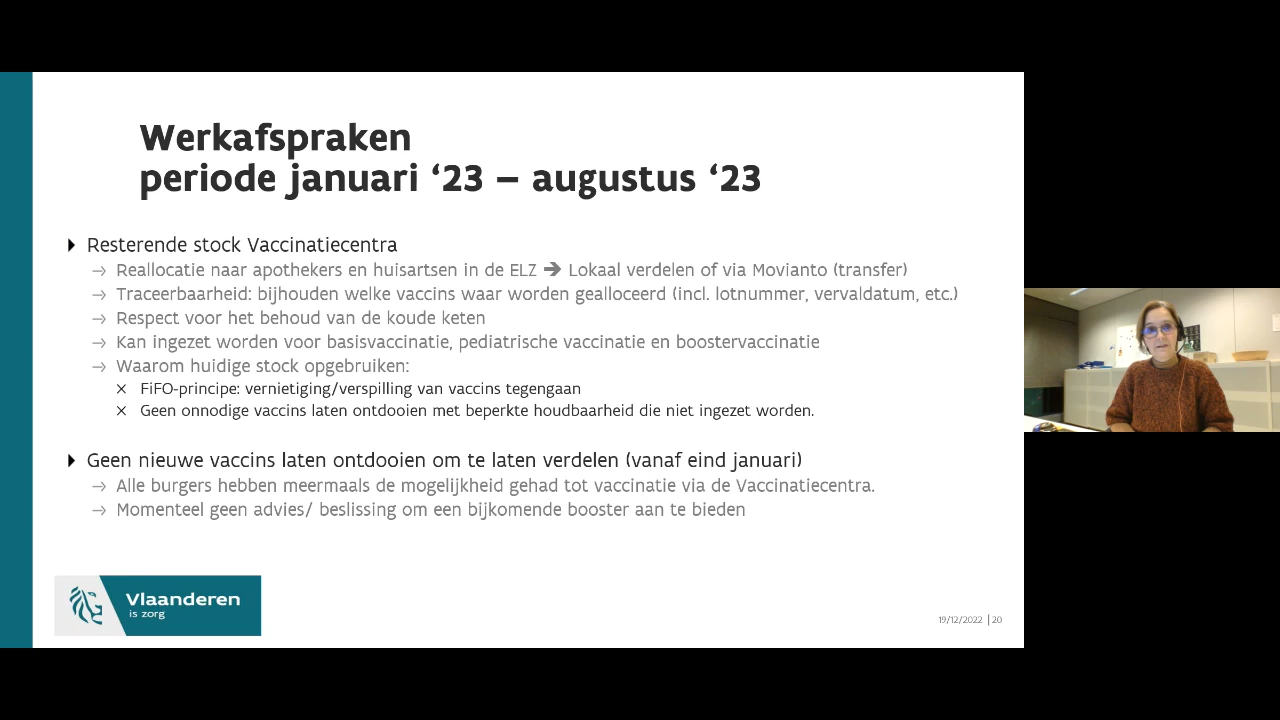 Werkafspraken
periode januari ‘23 – augustus ‘23
Resterende stock Vaccinatiecentra
Reallocatie naar apothekers en huisartsen in de ELZ ➔ Lokaal verdelen of via Movianto (transfer)
Traceerbaarheid: bijhouden welke vaccins waar worden gealloceerd (incl. lotnummer, vervaldatum, etc.)
Respect voor het behoud van de koude keten
Kan ingezet worden voor basisvaccinatie, pediatrische vaccinatie en boostervaccinatie
Waarom huidige stock opgebruiken:
FiFO-principe: vernietiging/verspilling van vaccins tegengaan
Geen onnodige vaccins laten ontdooien met beperkte houdbaarheid die niet ingezet worden.
Geen nieuwe vaccins laten ontdooien om te laten verdelen (vanaf eind januari)
Alle burgers hebben meermaals de mogelijkheid gehad tot vaccinatie via de Vaccinatiecentra.
Momenteel geen advies/ beslissing om een bijkomende booster aan te bieden
Vlaanderen
is zorg
19/12/2022 | 20